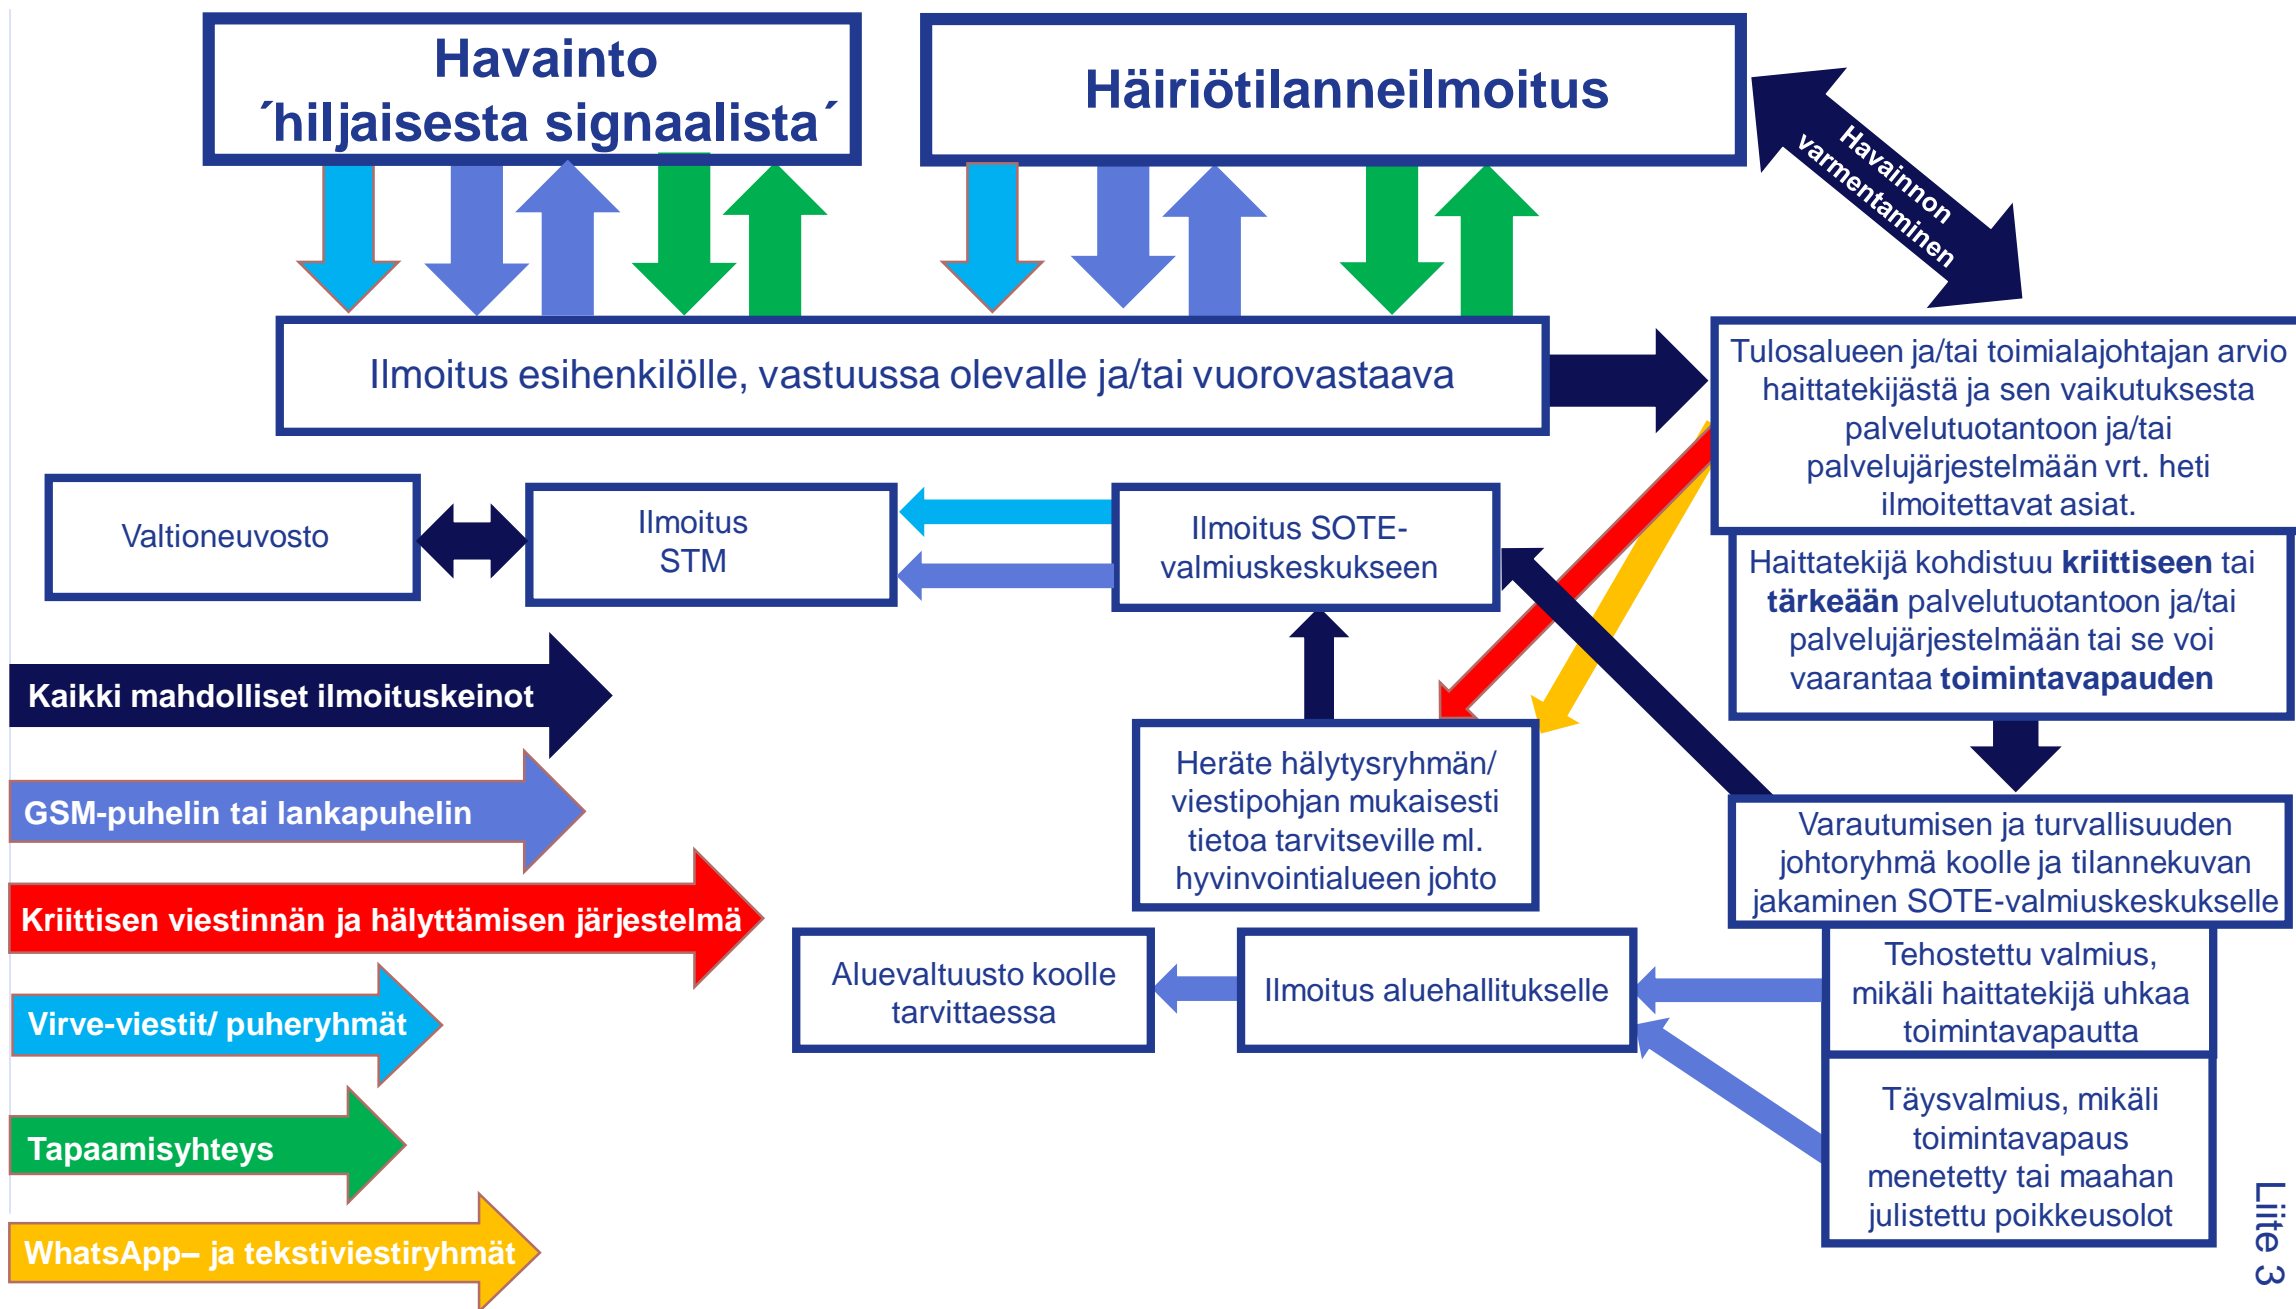 Havainto
´hiljaisesta signaalista´
Häiriötilanneilmoitus
Havainnon
varmentaminen
Ilmoitus esihenkilölle, vastuussa olevalle ja/tai vuorovastaava
Tulosalueen ja/tai toimialajohtajan arvio
haittatekijästä ja sen vaikutuksesta
palvelutuotantoon ja/tai
palvelujärjestelmään vrt. heti
ilmoitettavat asiat.
Valtioneuvosto
Ilmoitus
STM
Ilmoitus SOTE-
valmiuskeskukseen
Haittatekijä kohdistuu kriittiseen tai
tärkeään palvelutuotantoon ja/tai
palvelujärjestelmään tai se voi
vaarantaa toimintavapauden
Kaikki mahdolliset ilmoituskeinot
GSM-puhelin tai lankapuhelin
Kriittisen viestinnän ja hälyttämisen järjestelmä
Virve-viestit/ puheryhmät
Tapaamisyhteys
WhatsApp– ja tekstiviestiryhmät
Heräte hälytysryhmän/
viestipohjan mukaisesti
tietoa tarvitseville ml.
hyvinvointialueen johto
Varautumisen ja turvallisuuden
johtoryhmä koolle ja tilannekuvan
jakaminen SOTE-valmiuskeskukselle
Aluevaltuusto koolle
tarvittaessa
Ilmoitus aluehallitukselle
Tehostettu valmius,
mikäli haittatekijä uhkaa
toimintavapautta
Täysvalmius, mikäli
toimintavapaus
menetetty tai maahan
julistettu poikkeusolot
Liite 3